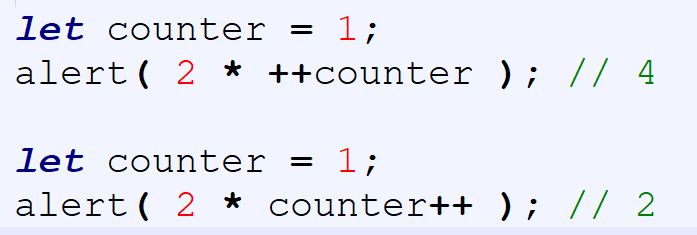 let counter = 1;
alert( 2 * ++counter ); // 4
let counter = 1;
alert( 2 * counter++ ); // 2